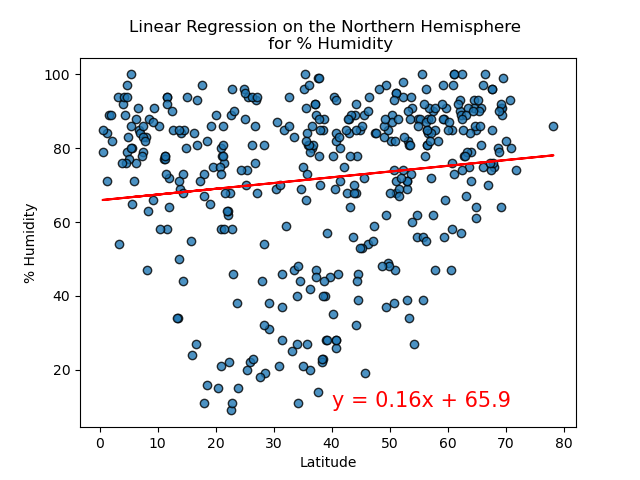 Linear Regression on the Northern Hemisphere
for % Humidity
% Humidity
100
80
60
40
20
y = 0.16x + 65.9
0 10 20 30 40 50 60 70 80
Latitude